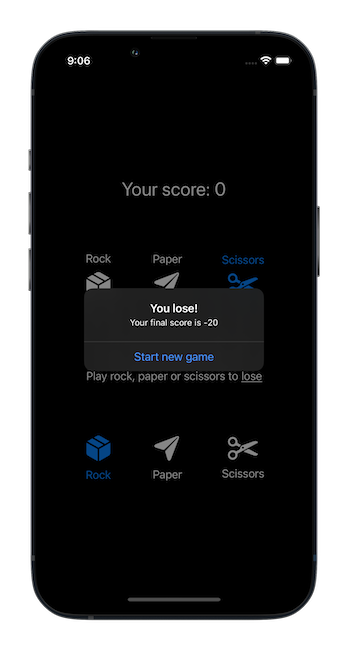 9:06
Your score: 0
Rock Paper Scissors
You lose!
Your final score is -20
Start new game
Play rock, paper or scissors to lose
Rock Paper Scissors